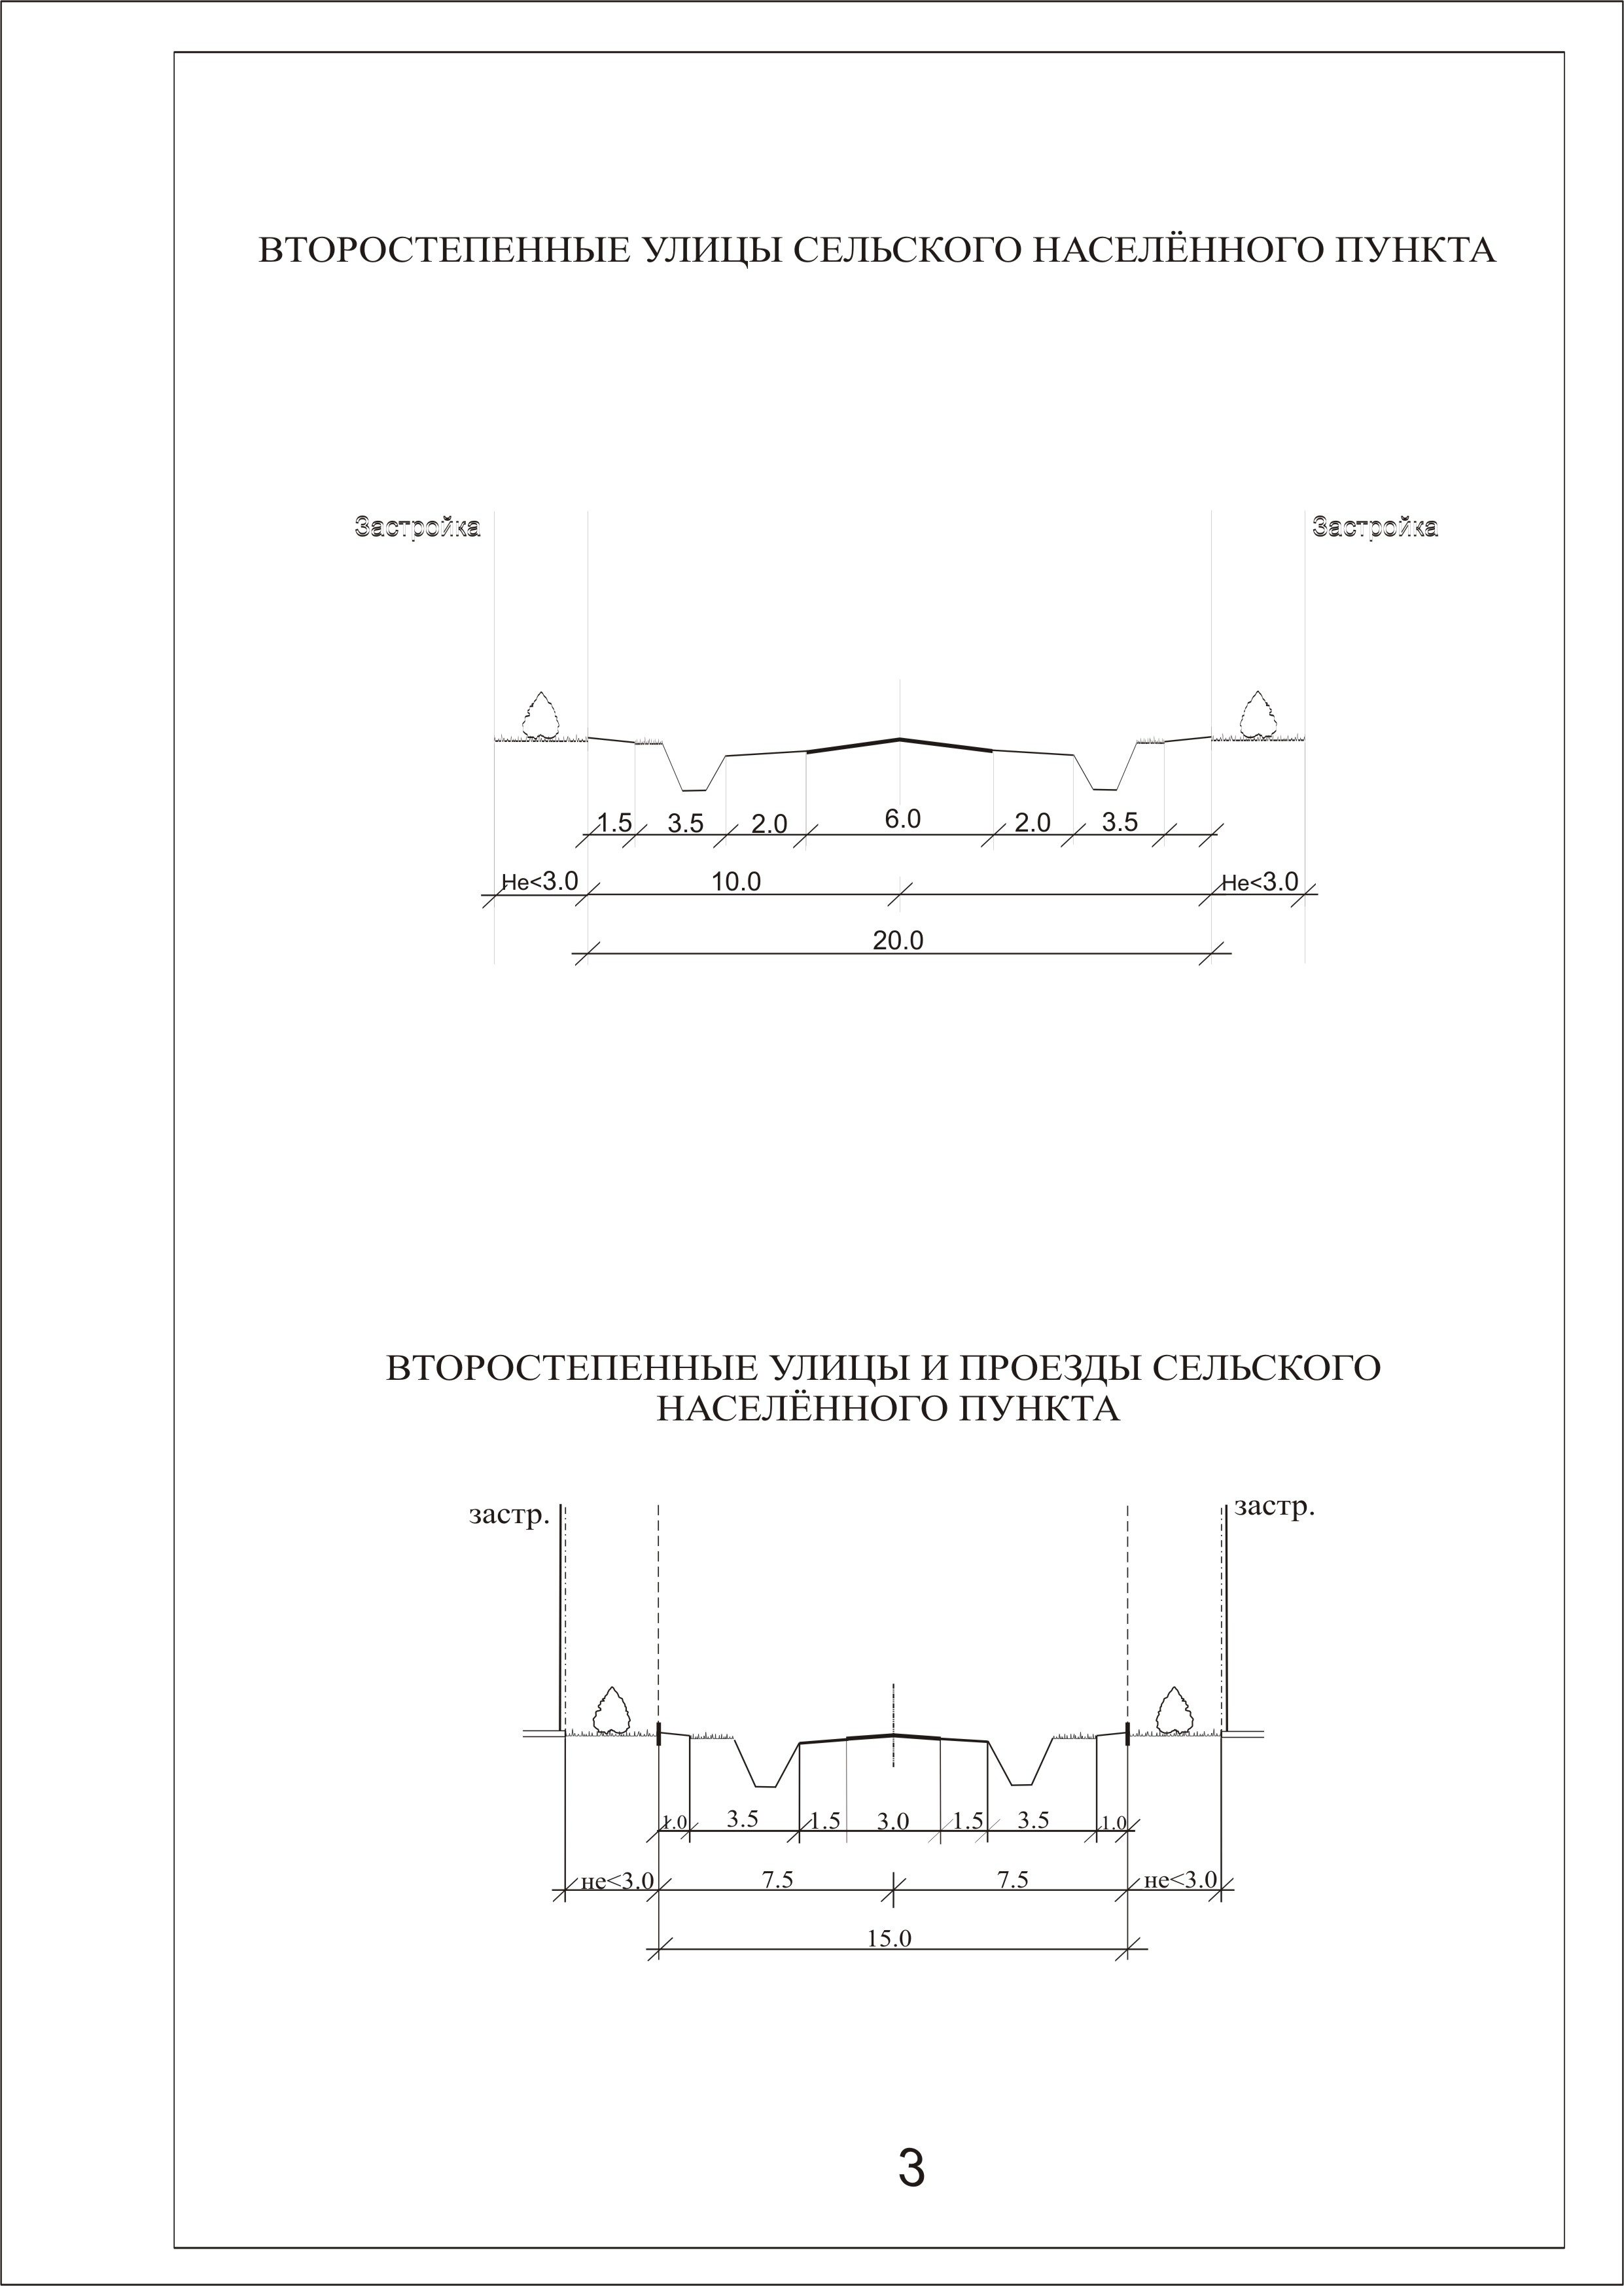 ВТОРОСТЕПЕННЫЕ УЛИЦЫ СЕЛЬСКОГО НАСЕЛЁННОГО ПУНКТА
Застройка Застройка
1.5 3.5 2.0 6.0 2.0 3.5
Не<3.0 10.0 Не<3.0
20.0
ВТОРОСТЕПЕННЫЕ УЛИЦЫ И ПРОЕЗДЫ СЕЛЬСКОГО
НАСЕЛЁННОГО ПУНКТА
застр. застр.
1.0 3.5 1.5 3.0 1.5 3.5 1.0
не<3.0 7.5 7.5 не<3.0
15.0
3